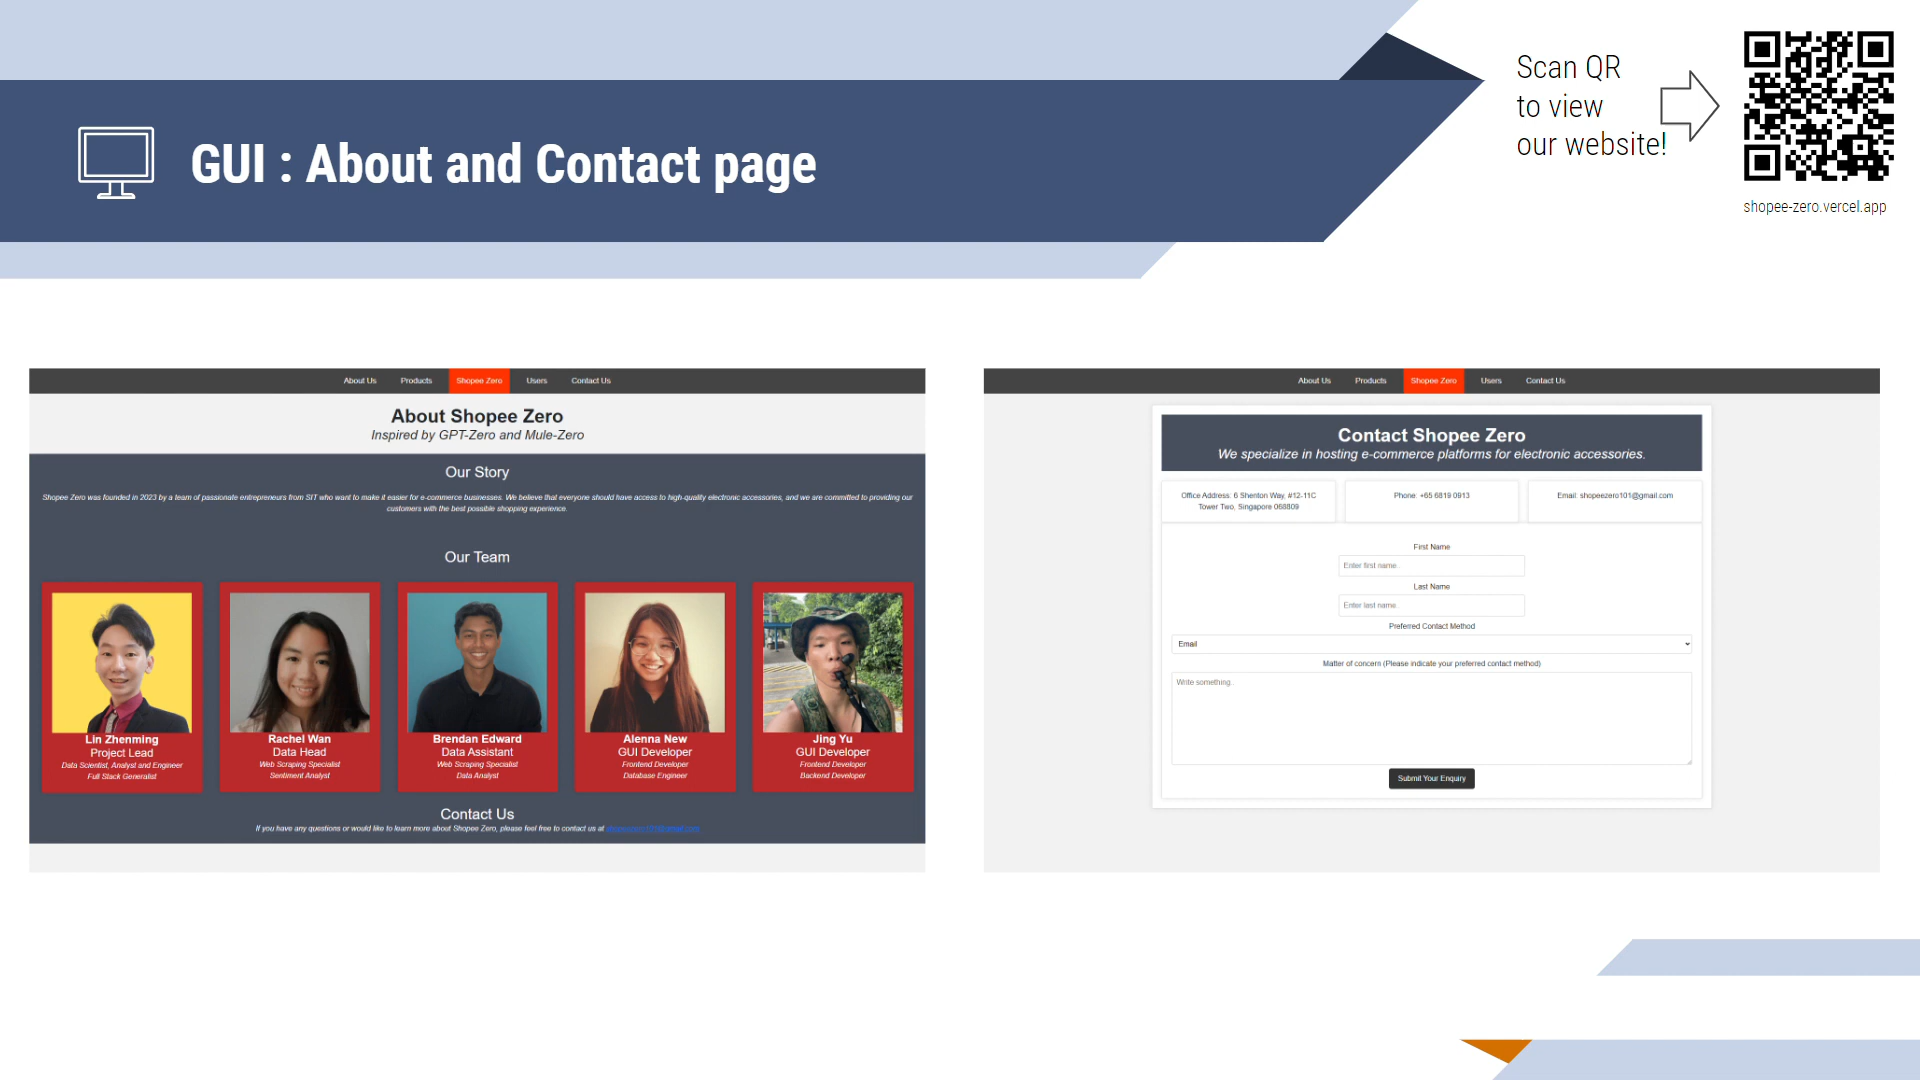 Scan QR
to view
our website!
shopee-zero.vercel.app
GUI : About and Contact page
About Us Products Shopee Zero Users Contact Us
About Shopee Zero
Inspired by GPT-Zero and Mule-Zero
Our Story
Shopee Zero was founded in 2023 by a team of passionate entrepreneurs from SIT who want to make it easier for e-commerce businesses. We believe that everyone should have access to high-quality electronic accessories, and we are committed to providing our
customers with the best possible shopping experience.
Our Team
Lin Zhenming
Project Lead
Data Scientist, Analyst and Engineer
Full Stack Generalist
Rachel Wan
Data Head
Web Scraping Specialist
Sentiment Analyst
Brendan Edward
Data Assistant
Web Scraping Specialist
Data Analyst
Alenna New
GUI Developer
Frontend Developer
Database Engineer
Jing Yu
GUI Developer
Frontend Developer
Backend Developer
Contact Us
If you have any questions or would like to learn more about Shopee Zero, please feel free to contact us at
About Us Products Shopee Zero Users Contact Us
Contact Shopee Zero
We specialize in hosting e-commerce platforms for electronic accessories.
Office Address: 6 Shenton Way, #12-11C
Tower Two, Singapore 068809
Phone: +65 6819 0913
Email: shopeezero101@gmail.com
First Name
Enter first name..
Last Name
Enter last name..
Preferred Contact Method
Email
Matter of concern (Please indicate your preferred contact method)
Write something..
Submit Your Enquiry